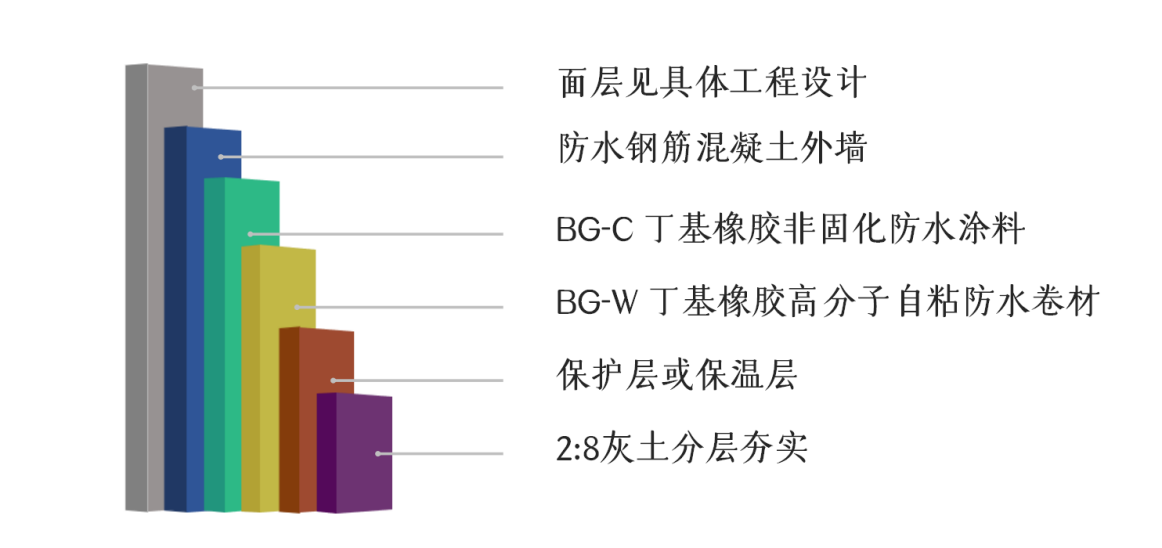 面层见具体工程设计
防水钢筋混凝土外墙
BG-C 丁基橡胶非固化防水涂料
BG-W 丁基橡胶高分子自粘防水卷材
保护层或保温层
2:8灰土分层夯实